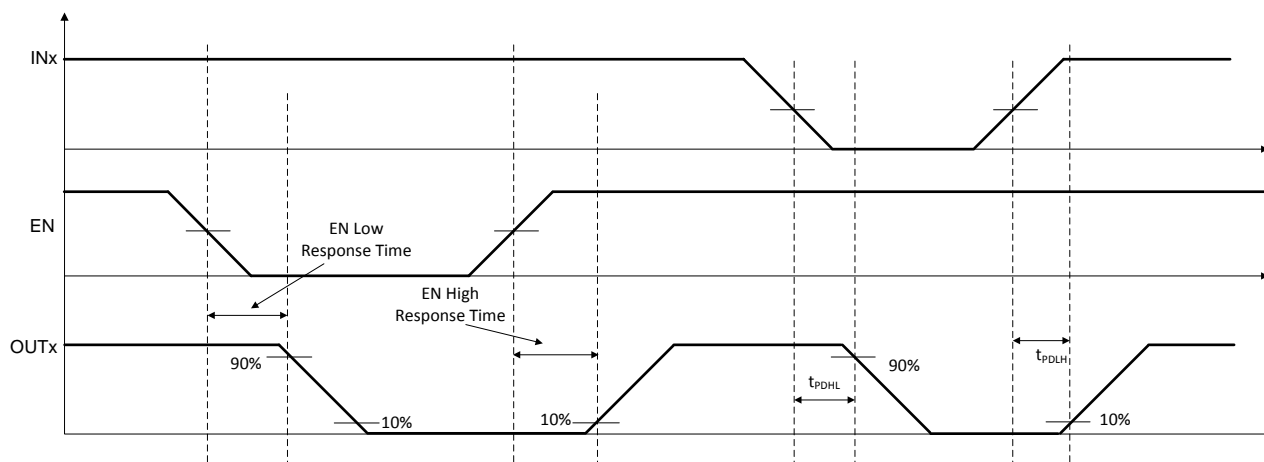 INx
EN
EN Low
Response Time
EN High
Response Time
OUTx
90%
10%
10%
tPDHL
90%
tPDLH
10%